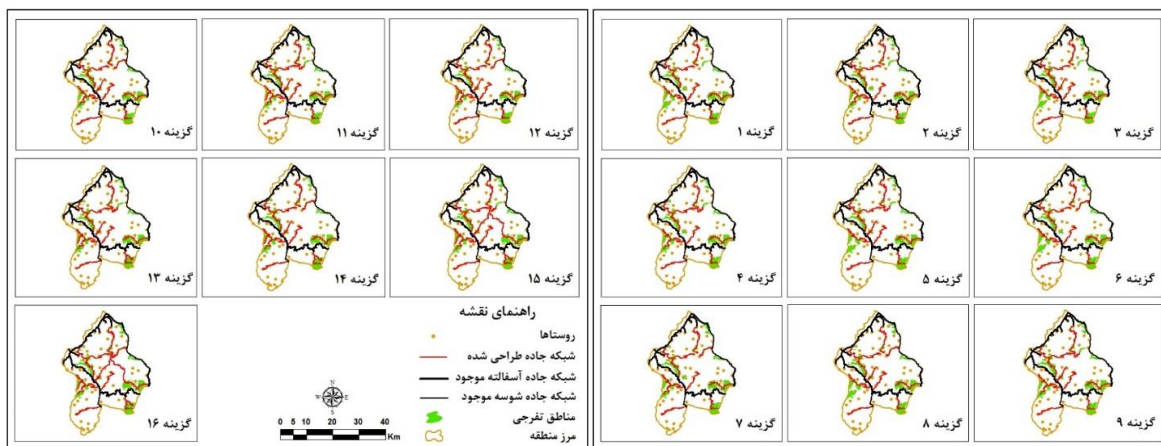 گزینه ۱
گزینه ۲
گزینه ۳
گزینه ۴
گزینه ۵
گزینه ۶
گزینه ۷
گزینه ۸
گزینه ۹
گزینه ۱۰
گزینه ۱۱
گزینه ۱۲
گزینه ۱۳
گزینه ۱۴
گزینه ۱۵
گزینه ۱۶
راهنمای نقشه
روستاها
شبکه جاده طراحی شده
شبکه جاده آسفالته موجود
شبکه جاده شوسه موجود
مناطق تفرجی
مرز منطقه
N
W E
S
0 5 10 20 30 40
Km